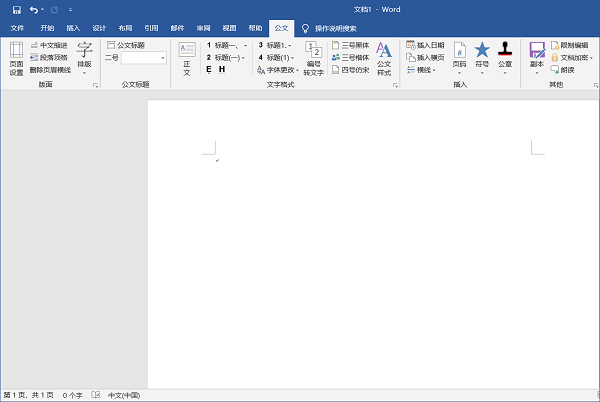 文档1 - Word
文件 开始 插入 设计 布局 引用 邮件 审阅 视图 帮助 公文 操作说明搜索
中文缩进 公文标题 1 标题一、 3 标题1. 三号黑体 插入日期 限制编辑
段落顶格 二号 2 标题(一) 4 标题(1) 三号楷体 插入横页 文档加密
页面设置 删除页眉横线 排版 正文 E H 字体更改 编号转文字 四号仿宋 公文样式 横线 页码 符号 公章 副本 朗读
版面 公文标题 文字格式 插入 其他
第 1 页，共 1 页 0 个字 中文(中国)